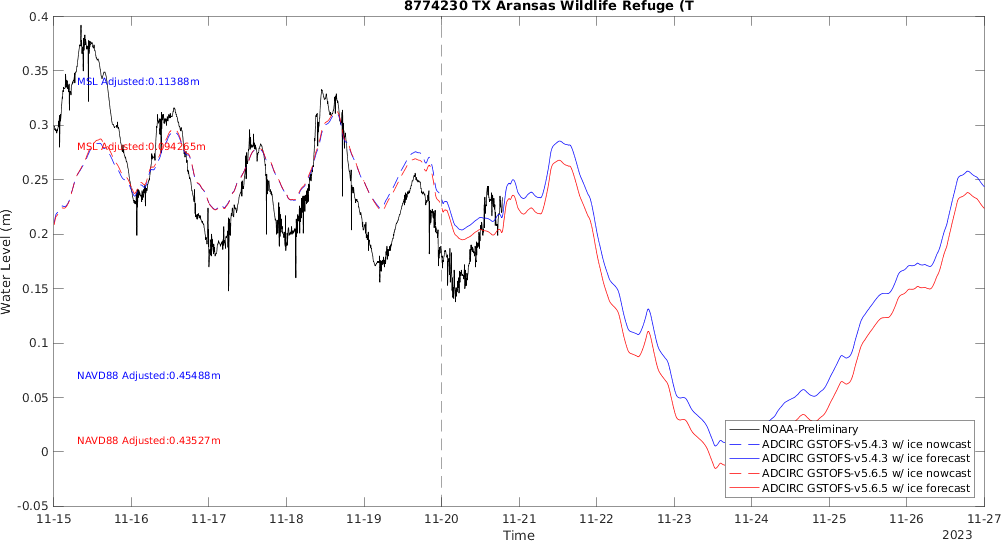 8774230 TX Aransas Wildlife Refuge (T
0.4
0.35
0.3
0.25
0.2
0.15
0.1
0.05
0
-0.05
Water Level (m)
MSL Adjusted:0.11388m
MSL Adjusted:0.094265m
NAVD88 Adjusted:0.45488m
NAVD88 Adjusted:0.43527m
NOAA-Preliminary
ADCIRC GSTOFS-v5.4.3 w/ ice nowcast
ADCIRC GSTOFS-v5.4.3 w/ ice forecast
ADCIRC GSTOFS-v5.6.5 w/ ice nowcast
ADCIRC GSTOFS-v5.6.5 w/ ice forecast
11-15 11-16 11-17 11-18 11-19 11-20 11-21 11-22 11-23 11-24 11-25 11-26 11-27
Time
2023